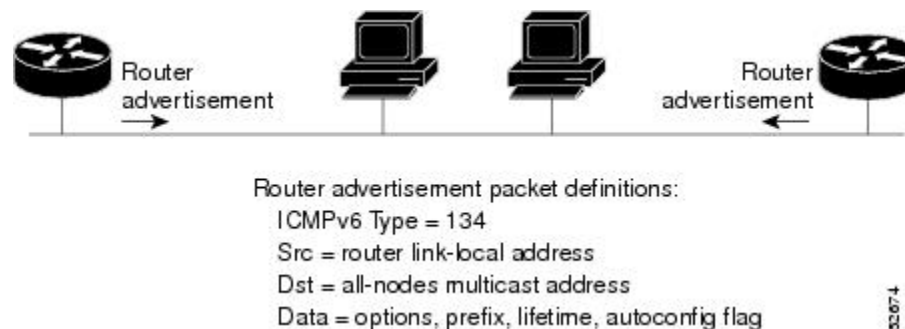 Router
advertisement
Router
advertisement
Router advertisement packet definitions:
ICMPv6 Type = 134
Src = router link-local address
Dst = all-nodes multicast address
Data = options, prefix, lifetime, autoconfig flag